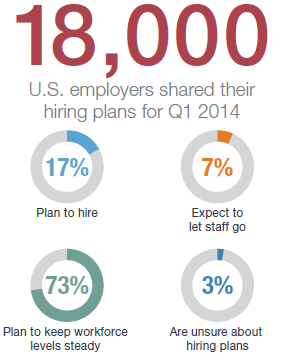 18,000
U.S. employers shared their
hiring plans for Q1 2014
17%
Plan to hire
7%
Expect to
let staff go
73%
Plan to keep workforce
levels steady
3%
Are unsure about
hiring plans